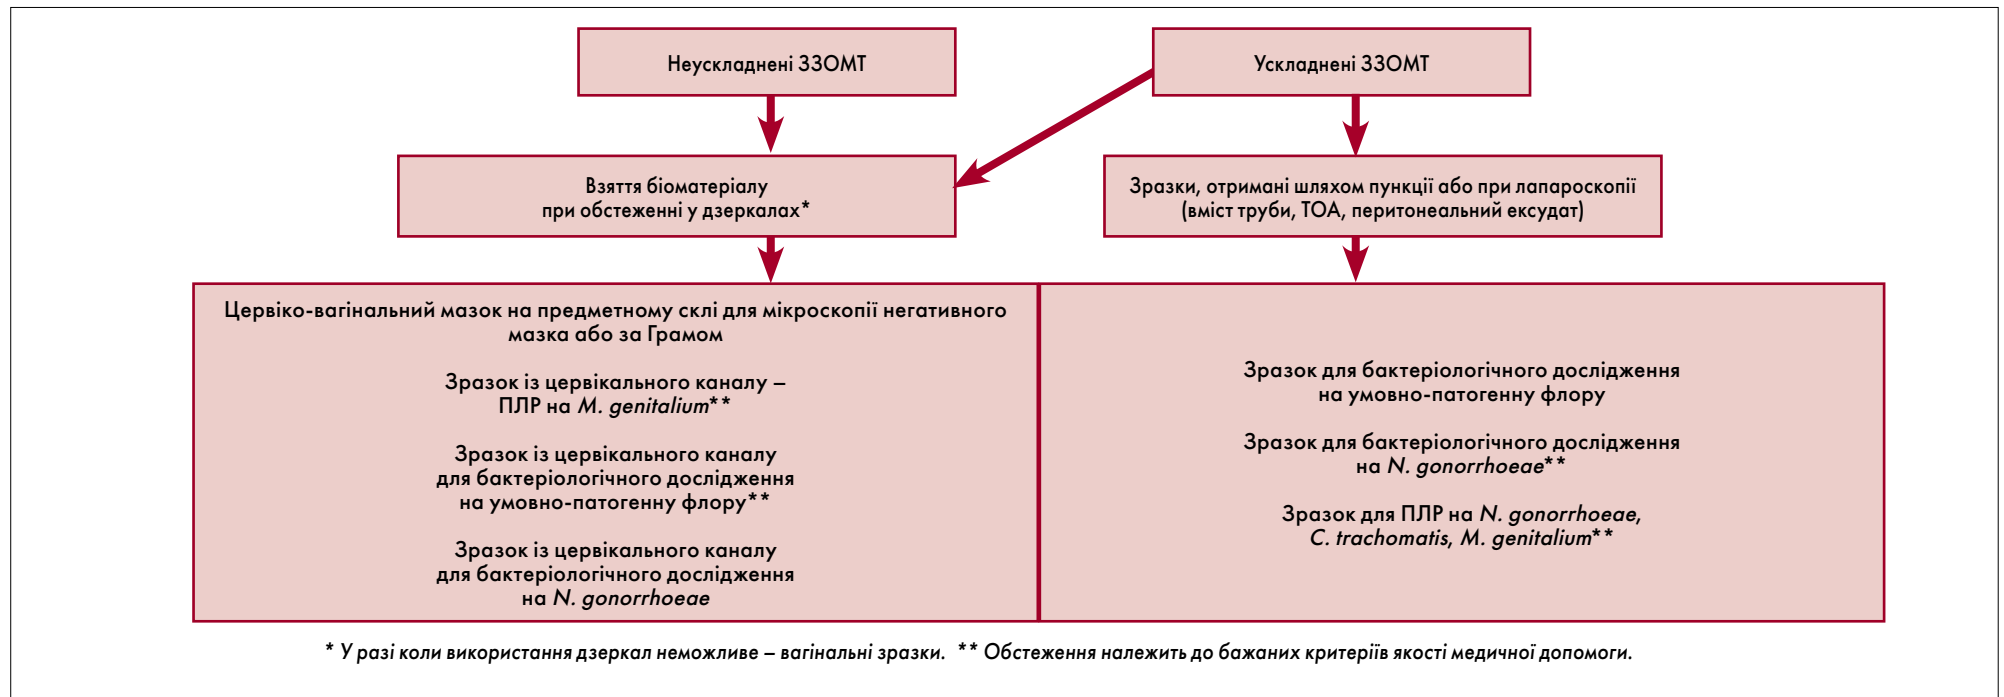 Неускладнені ЗЗОМТ
Ускладнені ЗЗОМТ
Взяття біоматеріалу
при обстеженні у дзеркалах*
Зразки, отримані шляхом пункції або при лапароскопії
(вміст труби, ТОА, перитонеальний ексудат)
Цервіко-вагінальний мазок на предметному склі для мікроскопії негативного
мазка або за Грамом
Зразок із цервікального каналу –
ПЛР на M. genitalium**
Зразок із цервікального каналу
для бактеріологічного дослідження
на умовно-патогенну флору**
Зразок із цервікального каналу
для бактеріологічного дослідження
на N. gonorrhoeae
Зразок для бактеріологічного дослідження
на умовно-патогенну флору
Зразок для бактеріологічного дослідження
на N. gonorrhoeae**
Зразок для ПЛР на N. gonorrhoeae,
C. trachomatis, M. genitalium**
* У разі коли використання дзеркал неможливе – вагінальні зразки. ** Обстеження належить до бажаних критеріїв якості медичної допомоги.